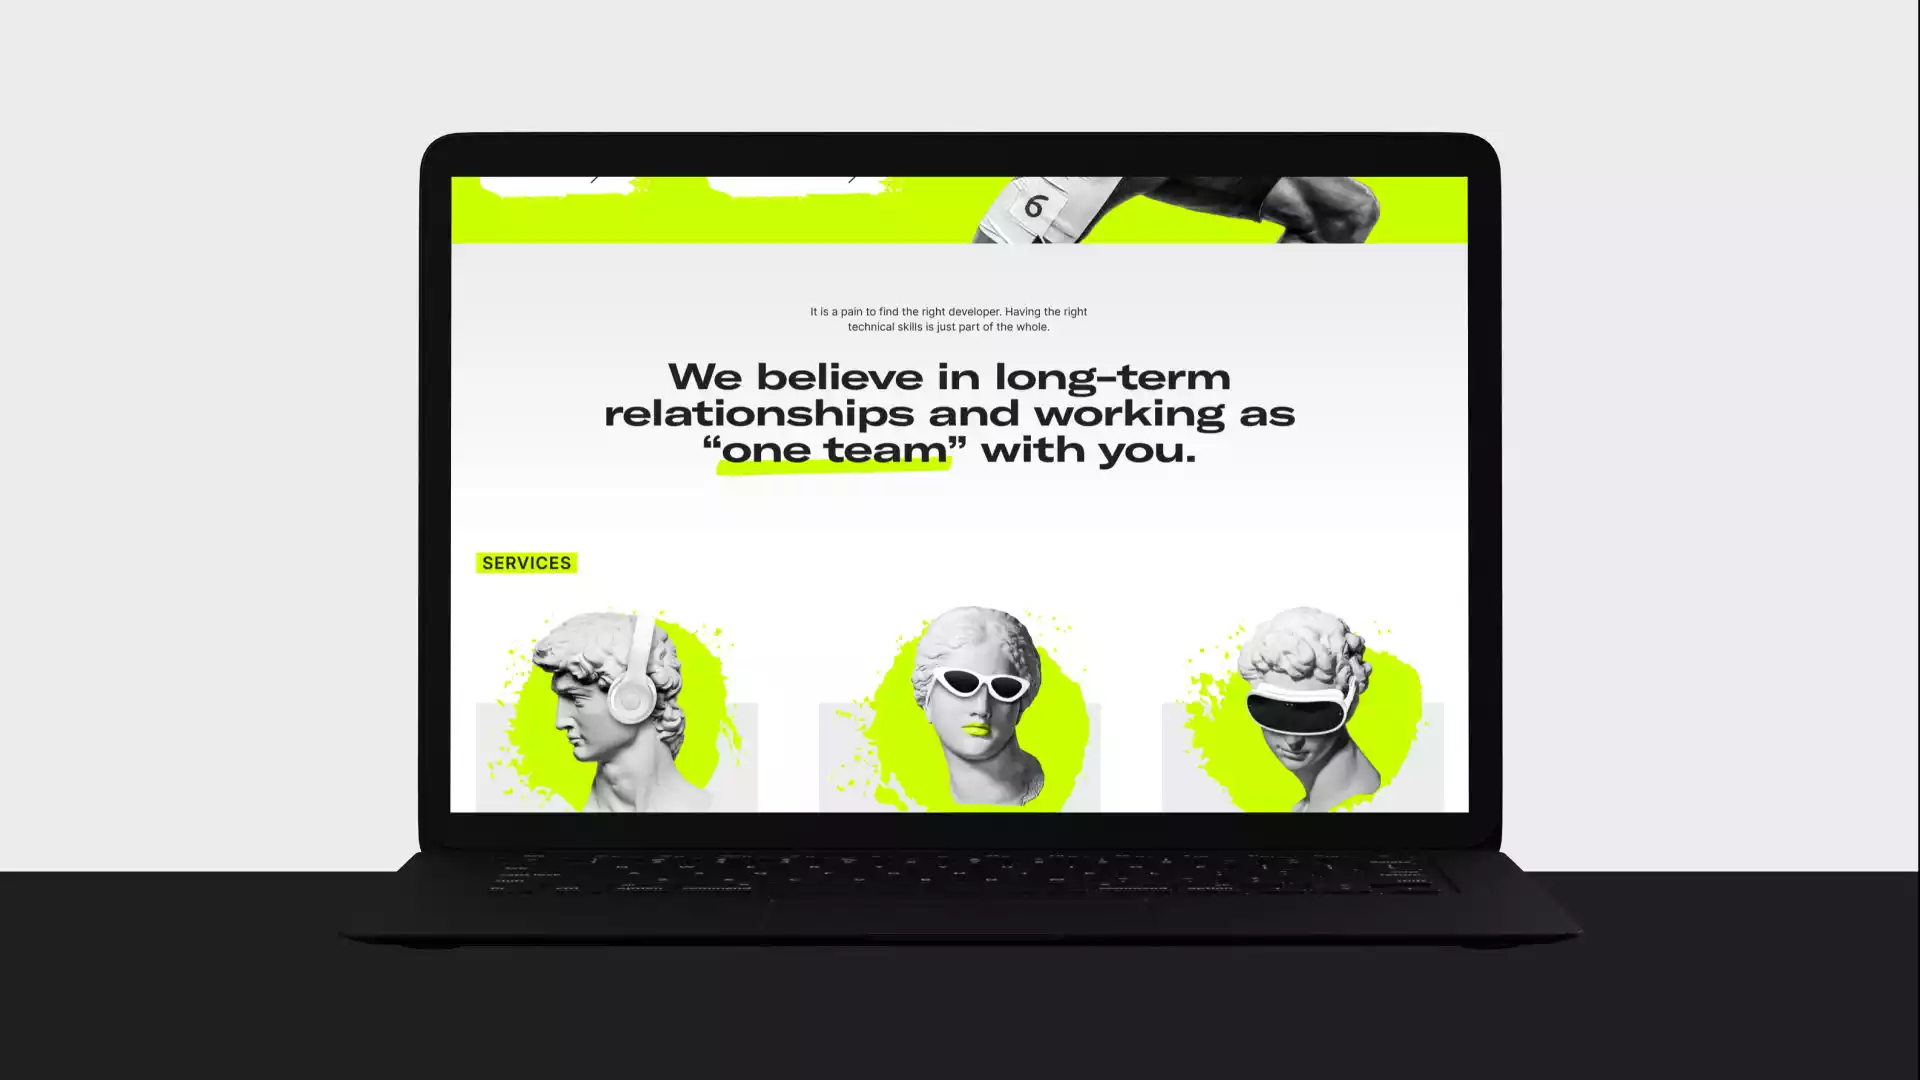 6
It is a pain to find the right developer. Having the right
technical skills is just part of the whole.
We believe in long-term
relationships and working as
“one team” with you.
SERVICES